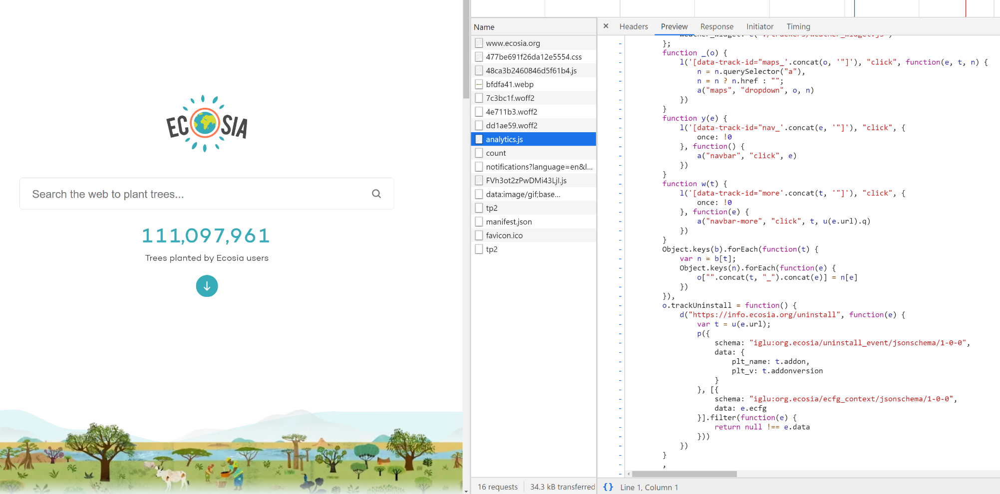 ECOSIA
Search the web to plant trees...
111,097,961
Trees planted by Ecosia users
Name
www.ecosia.org
477be691f26da12e5554.css
48ca3b2460846d5f61b4.js
bfdfa41.webp
7c3bc1f.woff2
4e711b3.woff2
dd1ae59.woff2
analytics.js
count
notifications?language=en&l...
FVh3ot2zPwDMi43LjI.js
data:image/gif;base...
tp2
manifest.json
favicon.ico
tp2
16 requests 34.3 kB transferred
× Headers Preview Response Initiator Timing
weather_widget: e("./trackers/weather_widget.js")
};
function _(o) {
l('[data-track-id="maps_'.concat(o, '"]'), "click", function(e, t, n) {
n = n.querySelector("a"),
n = n ? n.href : "";
a("maps", "dropdown", o, n)
})
}
function y(e) {
l('[data-track-id="nav_'.concat(e, '"]'), "click", {
once: !0
}, function() {
a("navbar", "click", e)
})
}
function w(t) {
l('[data-track-id="more'.concat(t, '"]'), "click", {
once: !0
}, function(e) {
a("navbar-more", "click", t, u(e.url).q)
})
}
Object.keys(b).forEach(function(t) {
var n = b[t];
Object.keys(n).forEach(function(e) {
o["".concat(t, "_").concat(e)] = n[e]
})
}),
o.trackUninstall = function() {
d("https://info.ecosia.org/uninstall", function(e) {
var t = u(e.url);
p({
schema: "iglu:org.ecosia/uninstall_event/jsonschema/1-0-0",
data: {
plt_name: t.addon,
plt_v: t.addonversion
}
}, [{
schema: "iglu:org.ecosia/ecfg_context/jsonschema/1-0-0",
data: e.ecfg
}].filter(function(e) {
return null !== e.data
}))
})
}
,
{} Line 1, Column 1